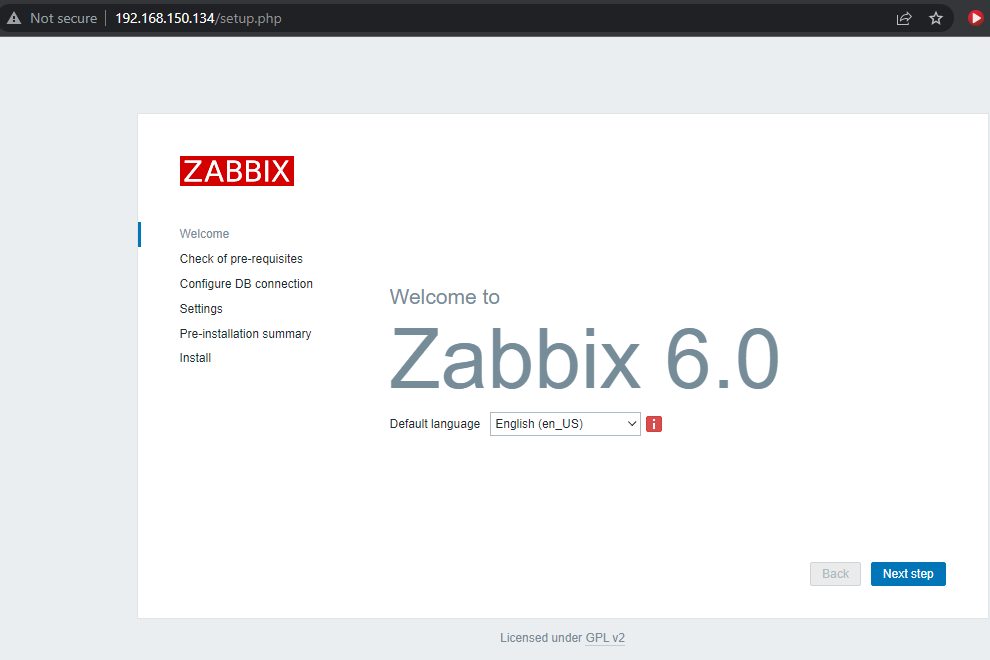 Not secure 192.168.150.134/setup.php
ZABBIX
Welcome
Check of pre-requisites
Configure DB connection
Settings
Pre-installation summary
Install
Welcome to
Zabbix 6.0
Default language English (en_US) i
Back Next step
Licensed under GPL v2